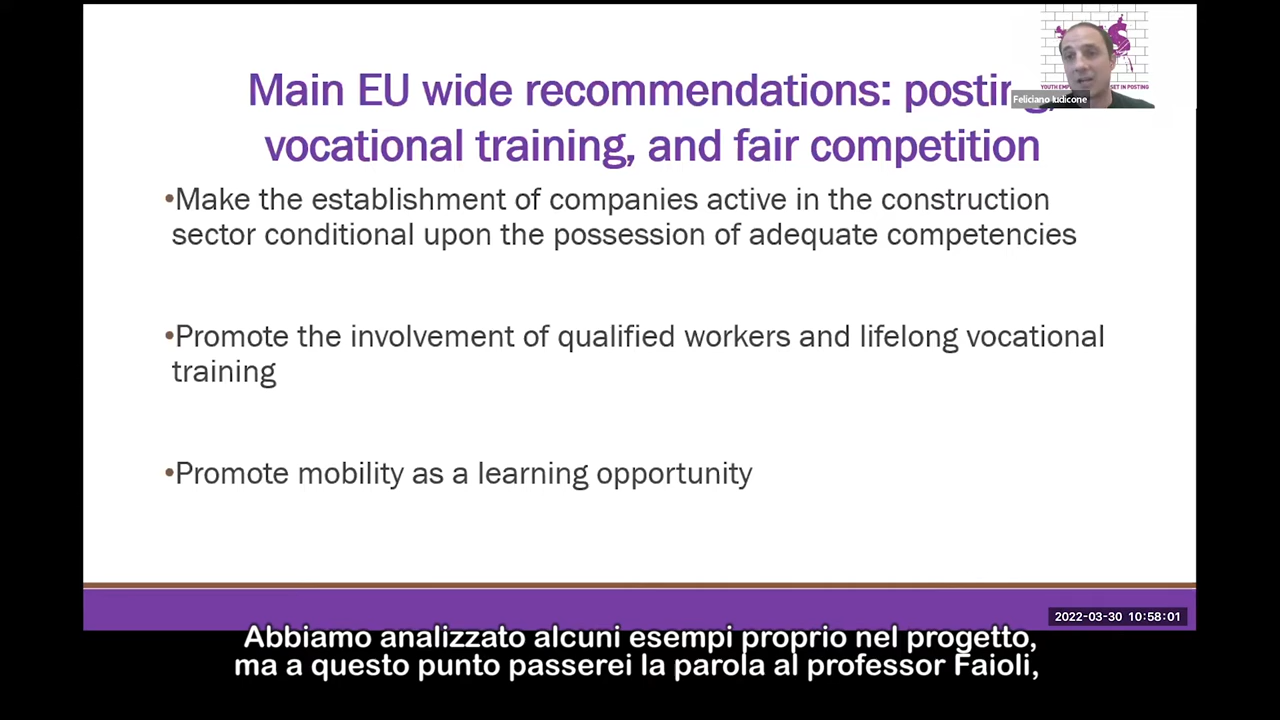 Main EU wide recommendations: posting,
vocational training, and fair competition
•Make the establishment of companies active in the construction
sector conditional upon the possession of adequate competencies
•Promote the involvement of qualified workers and lifelong vocational
training
•Promote mobility as a learning opportunity
Feliciano Iudicone
2022-03-30 10:58:01
Abbiamo analizzato alcuni esempi proprio nel progetto,
ma a questo punto passerei la parola al professor Faioli,